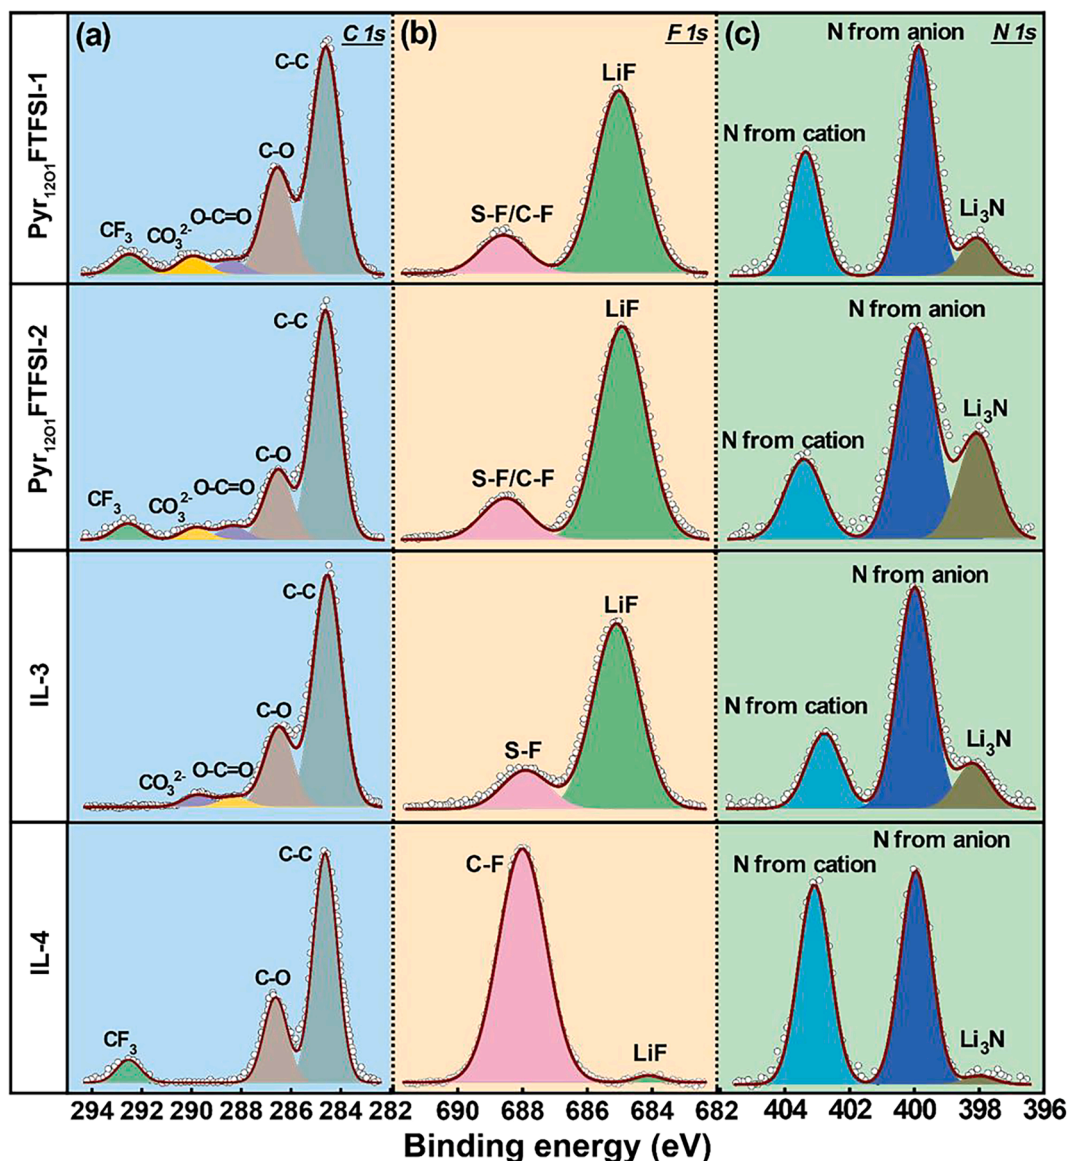 (a) C 1s (b) F 1s (c) N 1s
Pyr₁₂₀₁FTFSI-1
CF₃ CO₃²⁻ O-C=O C-O C-C
S-F/C-F LiF
N from cation N from anion Li₃N
Pyr₁₂₀₁FTFSI-2
CF₃ CO₃²⁻ O-C=O C-O C-C
S-F/C-F LiF
N from cation N from anion Li₃N
IL-3
CO₃²⁻ O-C=O C-O C-C
S-F LiF
N from cation N from anion Li₃N
IL-4
CF₃ C-O C-C
C-F LiF
N from cation N from anion Li₃N
294 292 290 288 286 284 282 690 688 686 684 682 404 402 400 398 396
Binding energy (eV)